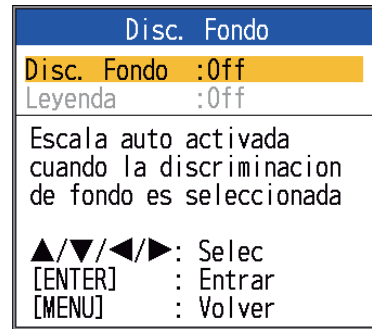 Disc. Fondo
Disc. Fondo :Off
Leyenda :Off
Escala auto activada
cuando la discriminacion
de fondo es seleccionada
▲/▼/◄/►: Selec
[ENTER] : Entrar
[MENU] : Volver